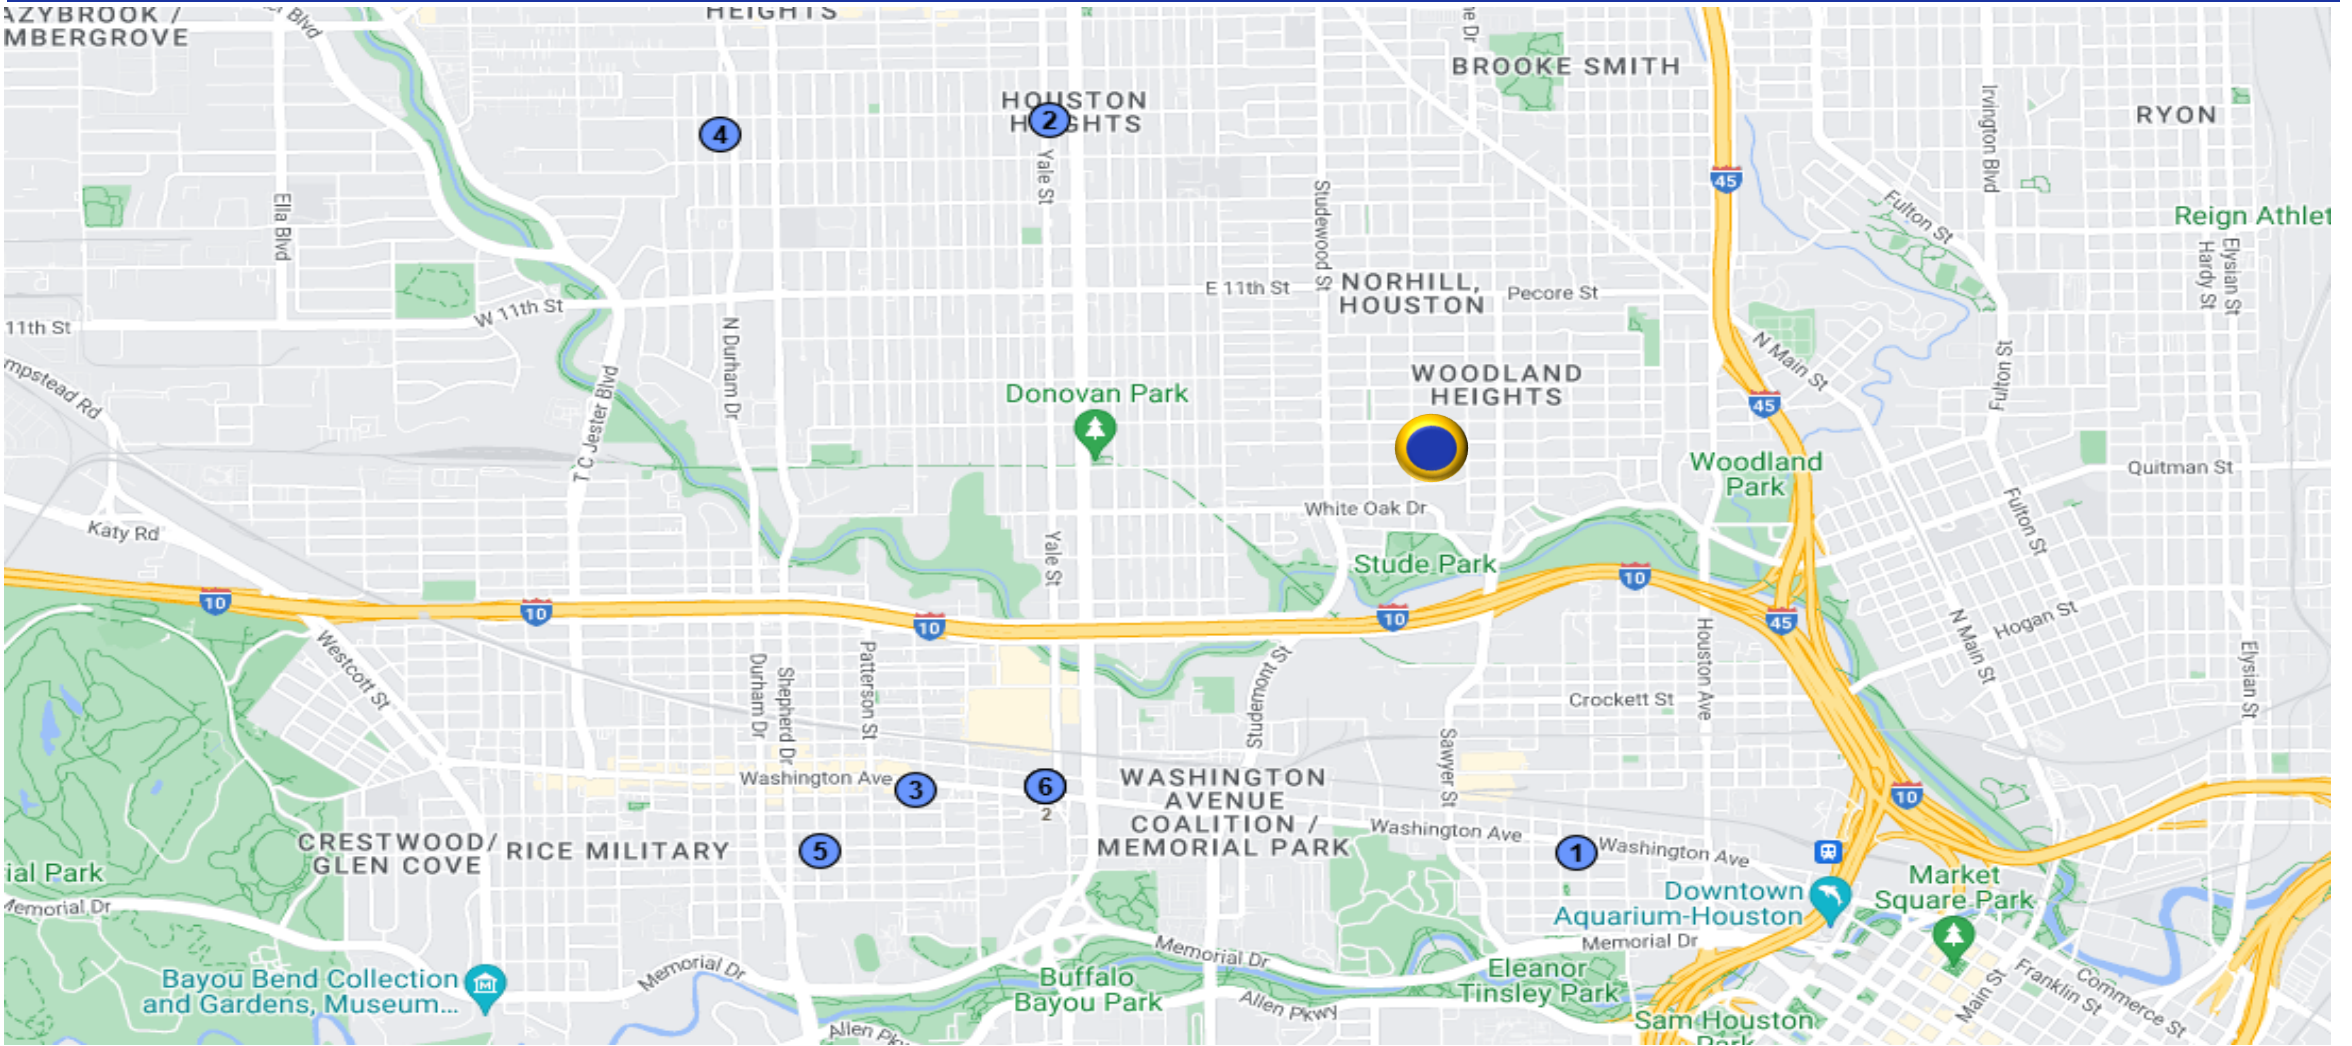 AZYBROOK /
MBERGROVE
er Blvd
HEIGHTS
HOUSTON
HEIGHTS
2
4
Yale St
ne Dr
BROOKE SMITH
45
Irvington Blvd
RYON
Fulton St
Reign Athlet
Elysian St
Hardy St
Ella Blvd
Studewood St
NORHILL,
HOUSTON
E 11th St
Pecore St
W 11th St
11th St
N Durham Dr
N Main St
Fulton St
mpstead Rd
T C Jester Blvd
Donovan Park
WOODLAND
HEIGHTS
45
Woodland
Park
Quitman St
White Oak Dr
Fulton St
Katy Rd
Yale St
Stude Park
10
10
10
10
10
45
N Main St
Hogan St
Westcott St
Durham Dr
Shepherd Dr
Patterson St
Studemont St
Crockett St
Houston Ave
Elysian St
Sawyer St
Washington Ave
3
6
2
WASHINGTON
AVENUE
COALITION /
MEMORIAL PARK
10
CRESTWOOD/
GLEN COVE
RICE MILITARY
5
Washington Ave
1
Washington Ave
ial Park
Memorial Dr
Downtown
Aquarium-Houston
Market
Square Park
Memorial Dr
Bayou Bend Collection
and Gardens, Museum...
Memorial Dr
Memorial Dr
Buffalo
Bayou Park
Eleanor
Tinsley Park
Allen Pkwy
Allen Pkw
Main St
Franklin St
Commerce St
Sam Houston
Park